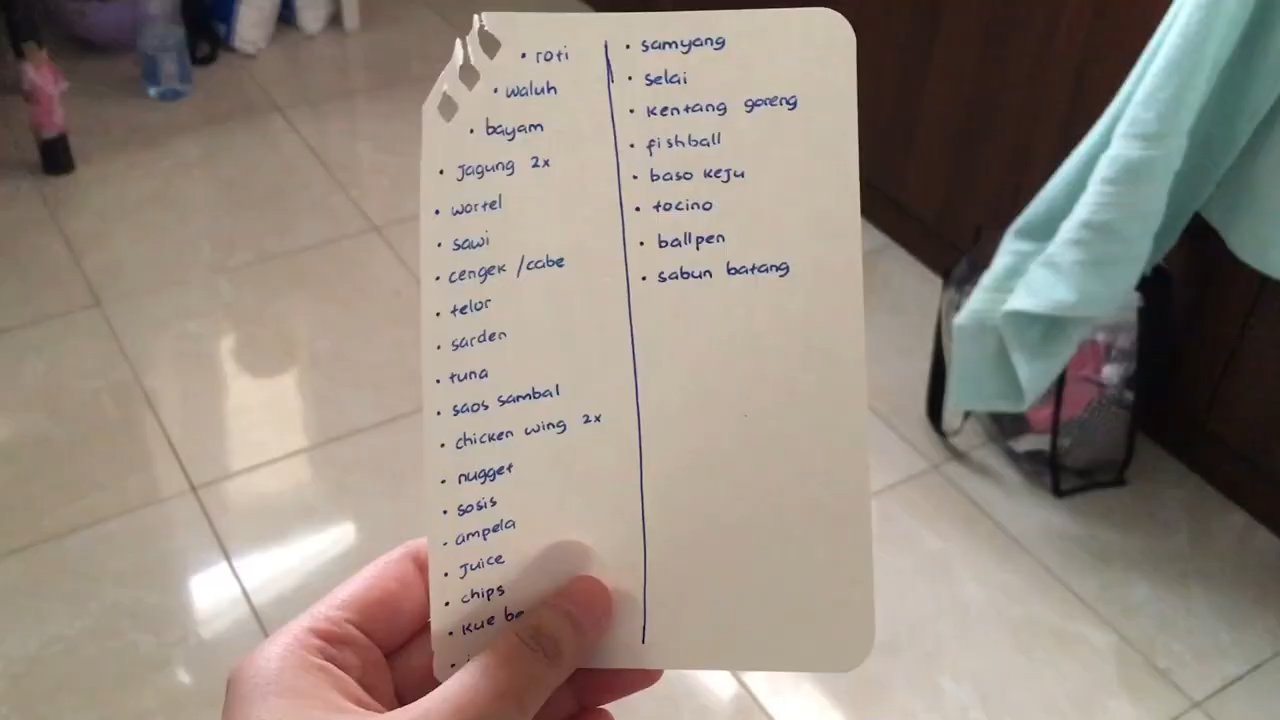 • roti
• waluh
• bayam
• jagung 2x
• wortel
• sawi
• cengek /cabe
• telor
• sarden
• tuna
• saos sambal
• chicken wing 2x
• nugget
• sosis
• ampela
• juice
• chips
• kue
• samyang
• selai
• kentang goreng
• fishball
• baso keju
• tocino
• ballpen
• sabun batang